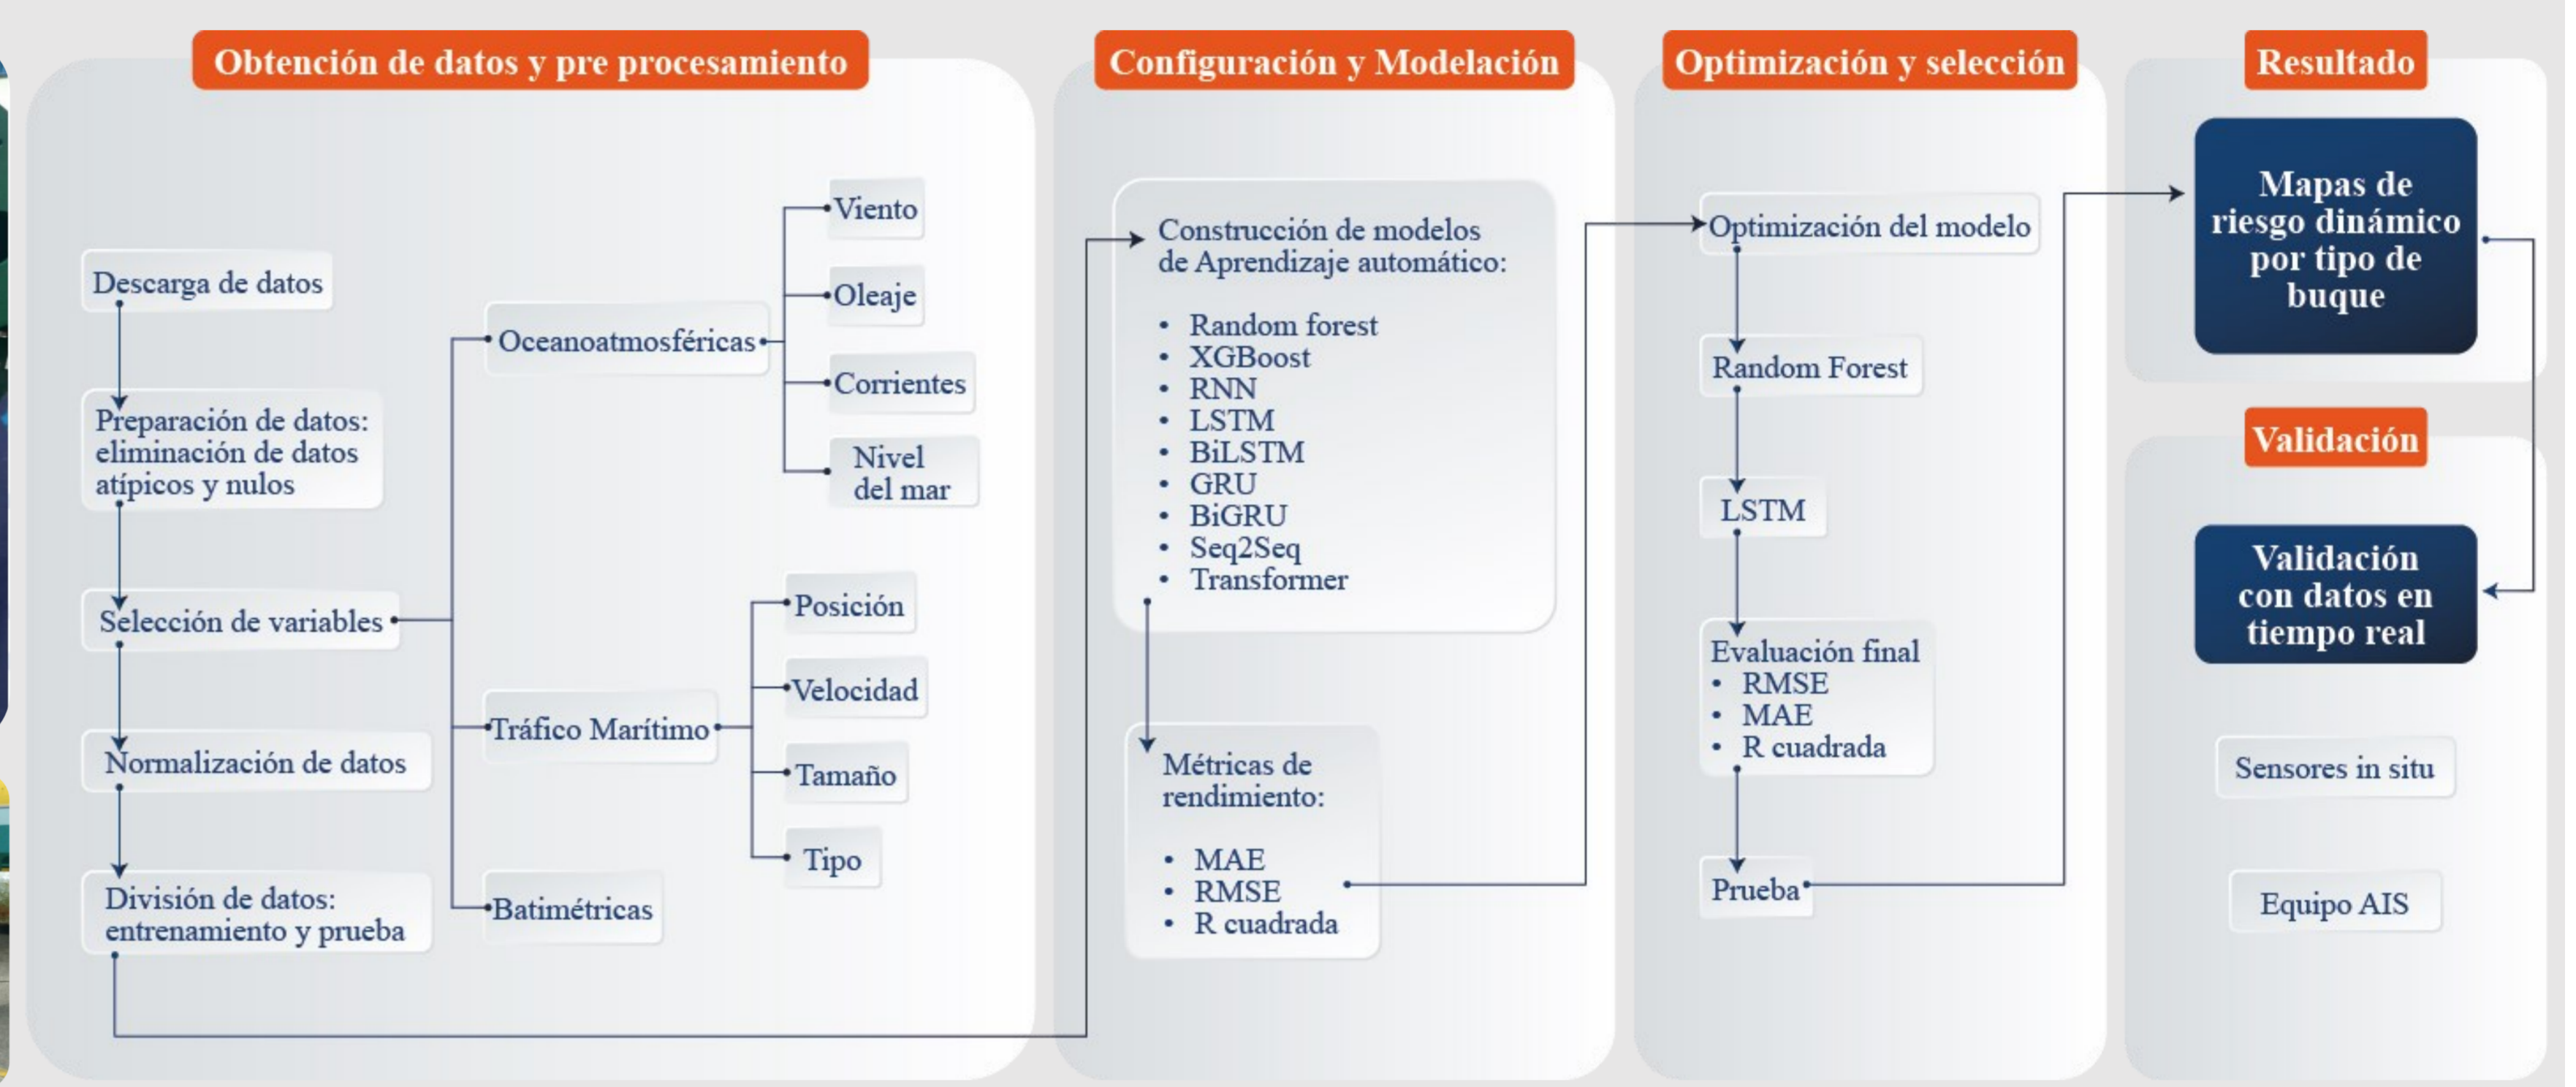 Obtención de datos y pre procesamiento
Descarga de datos
Preparación de datos:
eliminación de datos
atípicos y nulos
Selección de variables
Normalización de datos
División de datos:
entrenamiento y prueba
Oceanoatmosféricas
Viento
Oleaje
Corrientes
Nivel
del mar
Tráfico Marítimo
Posición
Velocidad
Tamaño
Tipo
Batimétricas
Configuración y Modelación
Construcción de modelos
de Aprendizaje automático:
• Random forest
• XGBoost
• RNN
• LSTM
• BiLSTM
• GRU
• BiGRU
• Seq2Seq
• Transformer
Métricas de
rendimiento:
• MAE
• RMSE
• R cuadrada
Optimización y selección
Optimización del modelo
Random Forest
LSTM
Evaluación final
• RMSE
• MAE
• R cuadrada
Prueba
Resultado
Mapas de
riesgo dinámico
por tipo de
buque
Validación
Validación
con datos en
tiempo real
Sensores in situ
Equipo AIS